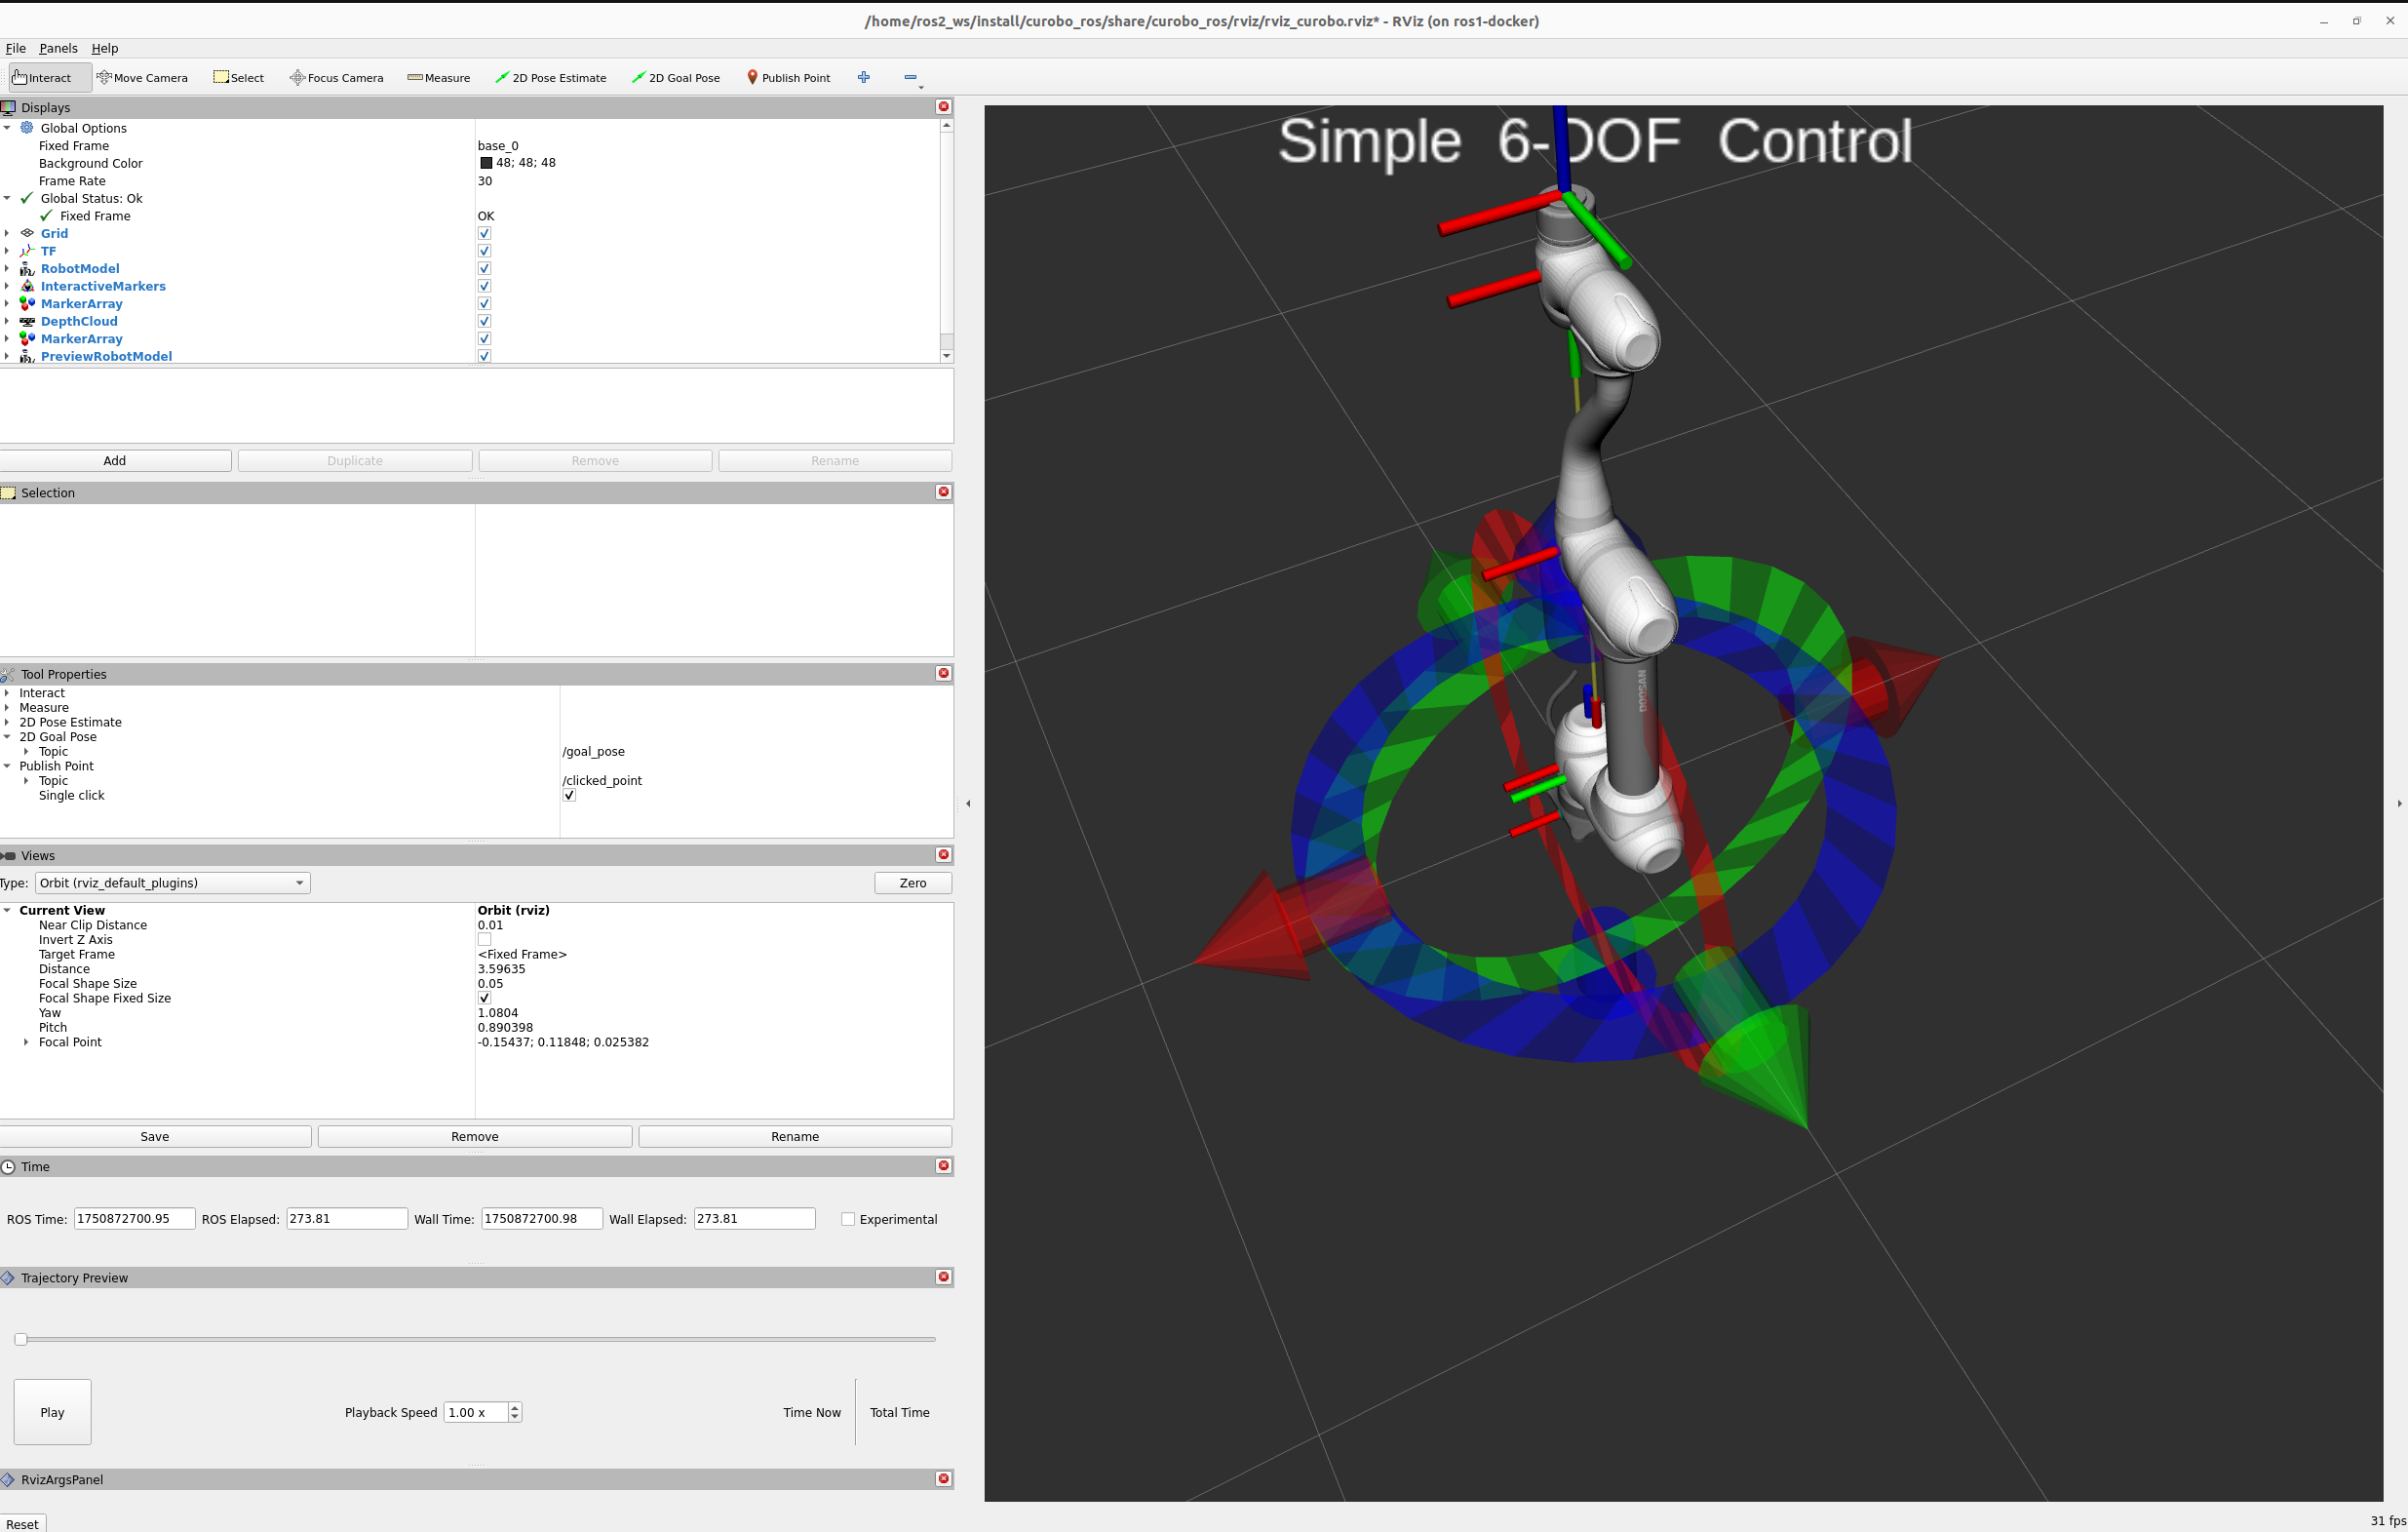 /home/ros2_ws/install/curobo_ros/share/curobo_ros/rviz/rviz_curobo.rviz* - RViz (on ros1-docker)
File Panels Help
Interact Move Camera Select Focus Camera Measure 2D Pose Estimate 2D Goal Pose Publish Point
Displays
Global Options
Fixed Frame base_0
Background Color 48; 48; 48
Frame Rate 30
Global Status: Ok
Fixed Frame OK
Grid
TF
RobotModel
InteractiveMarkers
MarkerArray
DepthCloud
MarkerArray
PreviewRobotModel
Add Duplicate Remove Rename
Selection
Tool Properties
Interact
Measure
2D Pose Estimate
2D Goal Pose
Topic /goal_pose
Publish Point
Topic /clicked_point
Single click
Views
Type: Orbit (rviz_default_plugins) Zero
Current View Orbit (rviz)
Near Clip Distance 0.01
Invert Z Axis
Target Frame <Fixed Frame>
Distance 3.59635
Focal Shape Size 0.05
Focal Shape Fixed Size
Yaw 1.0804
Pitch 0.890398
Focal Point -0.15437; 0.11848; 0.025382
Save Remove Rename
Time
ROS Time: 1750872700.95 ROS Elapsed: 273.81 Wall Time: 1750872700.98 Wall Elapsed: 273.81 Experimental
Trajectory Preview
Play Playback Speed 1.00 x Time Now Total Time
RvizArgsPanel
Reset
Simple 6-DOF Control
DOOSAN
31 fps